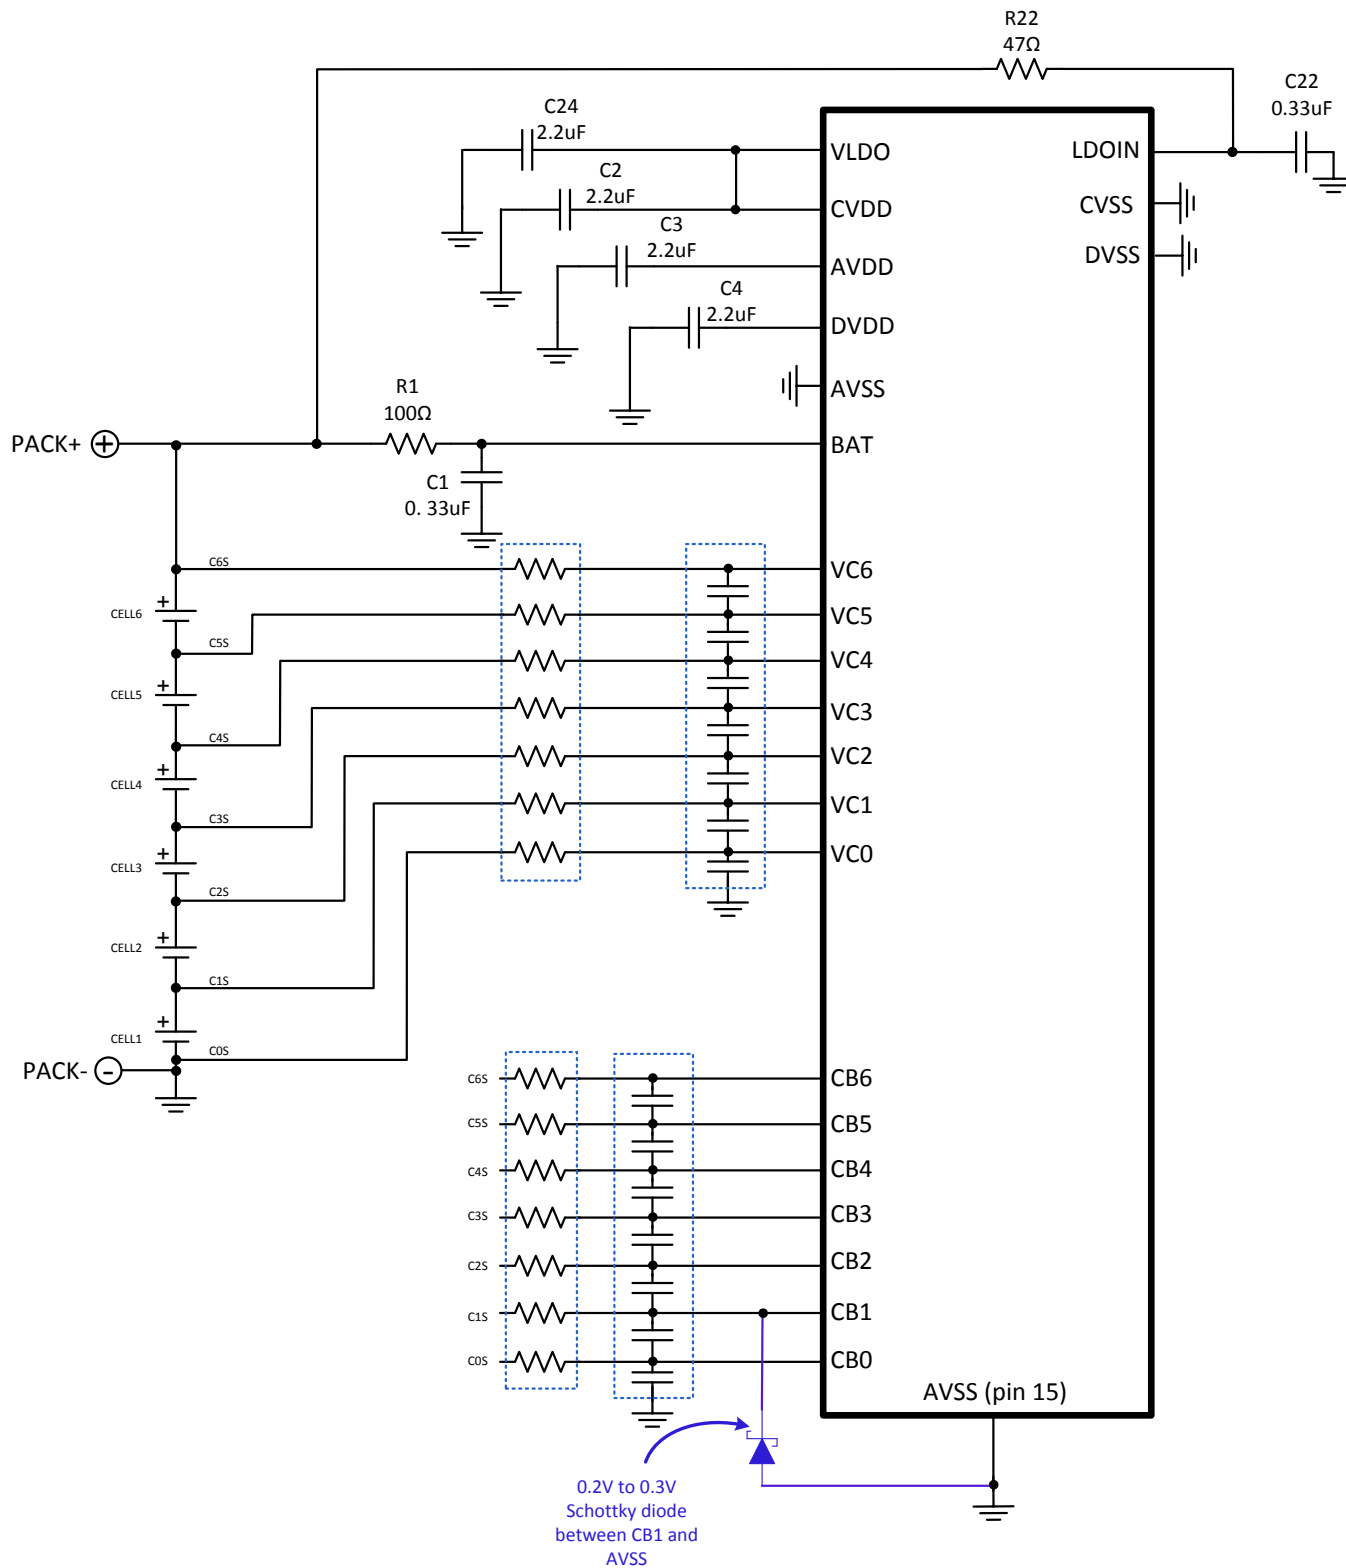 R22
47Ω
C22
0.33uF
C24
2.2uF
VLDO
LDOIN
C2
2.2uF
CVDD
CVSS
C3
2.2uF
AVDD
DVSS
C4
2.2uF
DVDD
AVSS
R1
100Ω
PACK+
+
BAT
C1
0. 33uF
C6S
VC6
+
CELL6
VC5
C5S
VC4
+
CELL5
VC3
C4S
VC2
+
CELL4
VC1
C3S
+
CELL3
VC0
C2S
+
CELL2
C1S
+
CELL1
C0S
PACK-
-
C6S
CB6
C5S
CB5
C4S
CB4
C3S
CB3
C2S
CB2
C1S
CB1
C0S
CB0
AVSS (pin 15)
0.2V to 0.3V
Schottky diode
between CB1 and
AVSS